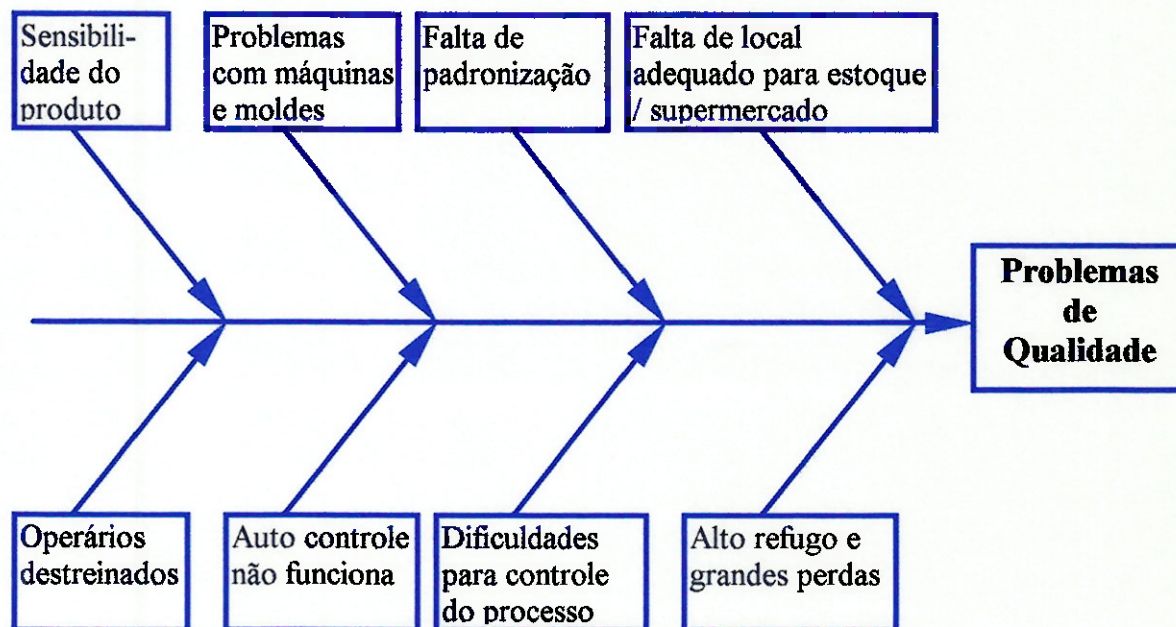 Sensibili-
dade do
produto
Problemas
com máquinas
e moldes
Falta de
padronização
Falta de local
adequado para estoque
/ supermercado
Problemas
de
Qualidade
Operários
destreinados
Auto controle
não funciona
Dificuldades
para controle
do processo
Alto refugo e
grandes perdas